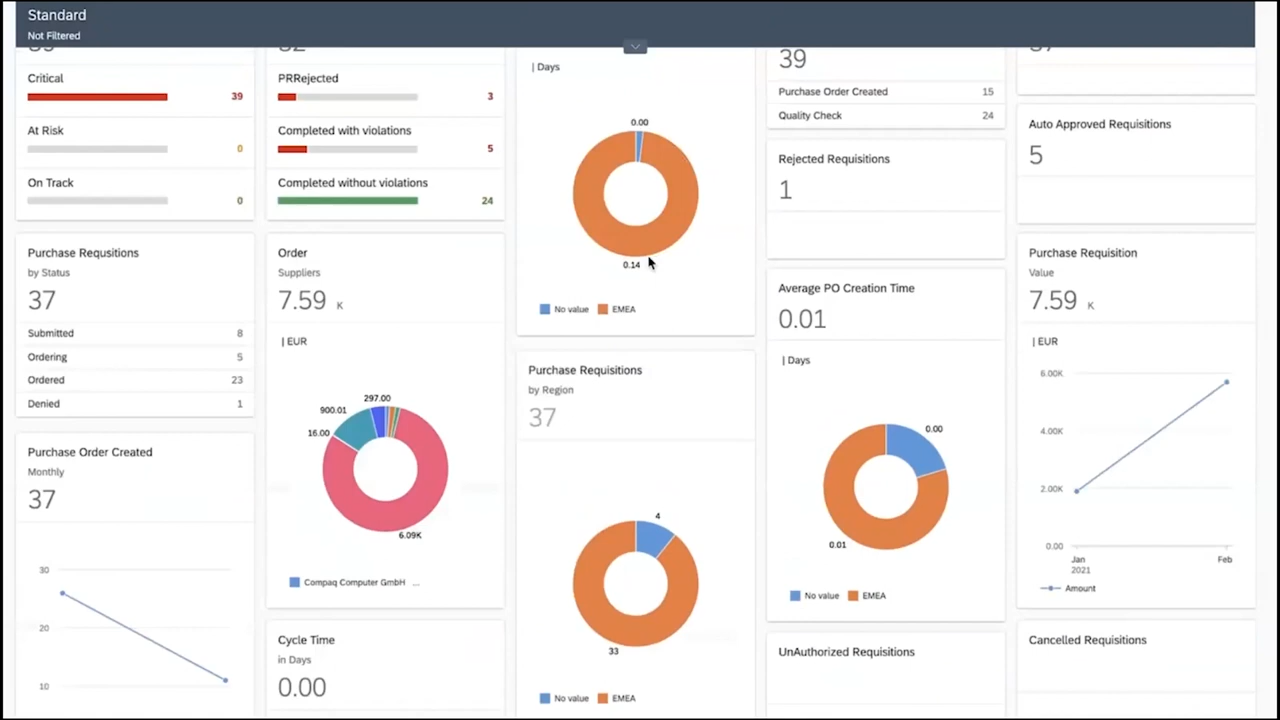 Standard
Not Filtered
Critical
39
At Risk
0
On Track
0
Purchase Requsitions
by Status
37
Submitted 8
Ordering 5
Ordered 23
Denied 1
Purchase Order Created
Monthly
37
30
20
10
PRRejected
3
Completed with violations
5
Completed without violations
24
Order
Suppliers
7.59 K
| EUR
297.00
900.01
16.00
6.09K
Compaq Computer GmbH ...
Cycle Time
in Days
0.00
| Days
0.00
0.14
No value EMEA
Purchase Requisitions
by Region
37
4
33
No value EMEA
39
Purchase Order Created 15
Quality Check 24
Rejected Requisitions
1
Average PO Creation Time
0.01
| Days
0.00
0.01
No value EMEA
UnAuthorized Requisitions
Auto Approved Requisitions
5
Purchase Requisition
Value
7.59 K
| EUR
6.00K
4.00K
2.00K
0.00
Jan Feb
2021
Amount
Cancelled Requisitions